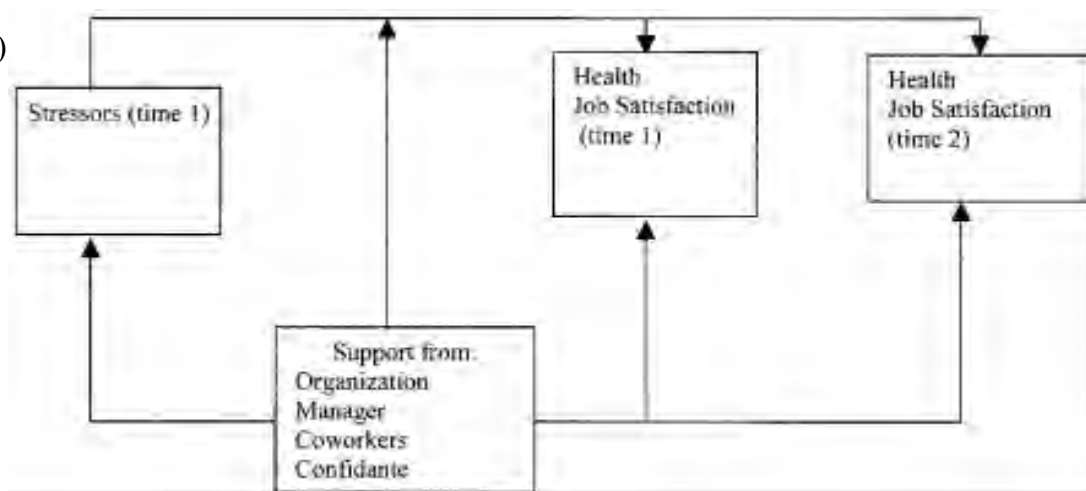 )
Stressors (time 1)
Health
Job Satisfaction
(time 1)
Health
Job Satisfaction
(time 2)
Support from:
Organization
Manager
Coworkers
Confidante